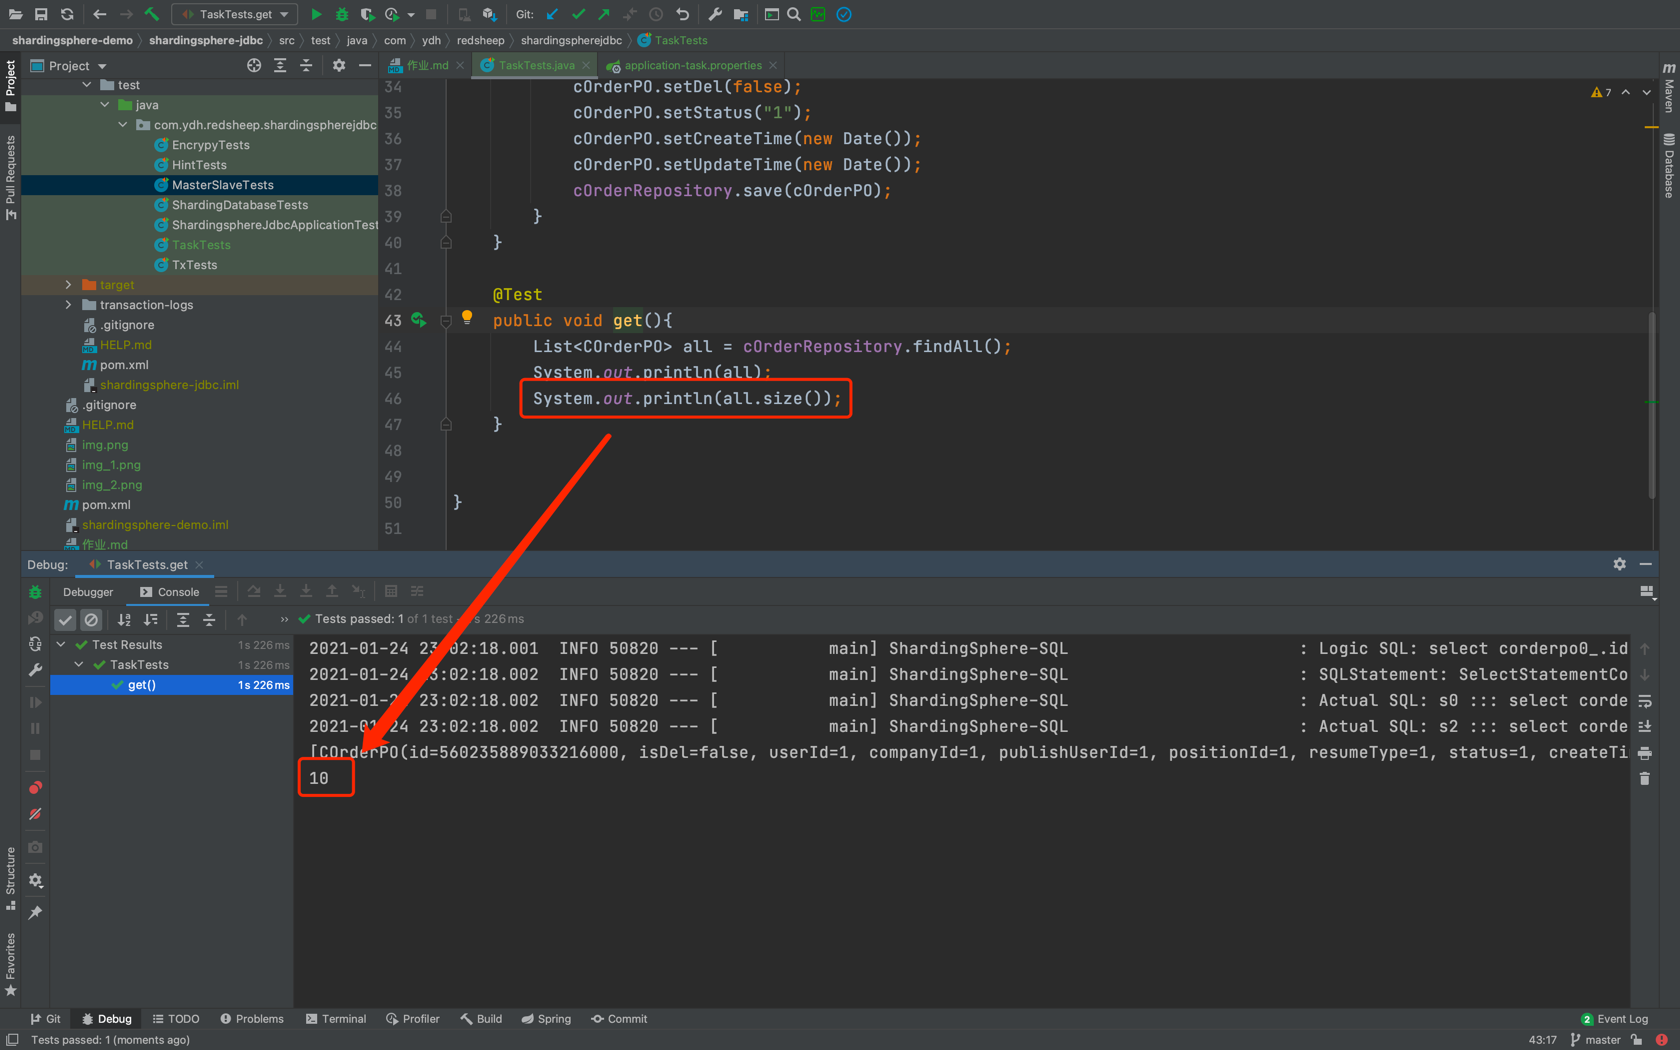 TaskTests.get
Git:
shardingsphere-demo
shardingsphere-jdbc
src
test
java
com
ydh
redsheep
shardingspherejdbc
TaskTests
Project
Pull Requests
Structure
Favorites
Project
test
java
com.ydh.redsheep.shardingspherejdbc
EncrypyTests
HintTests
MasterSlaveTests
ShardingDatabaseTests
ShardingsphereJdbcApplicationTest
TaskTests
TxTests
target
transaction-logs
.gitignore
HELP.md
pom.xml
shardingsphere-jdbc.iml
.gitignore
HELP.md
img.png
img_1.png
img_2.png
pom.xml
shardingsphere-demo.iml
作业.md
作业.md
TaskTests.java
application-task.properties
7
Maven
Database
34 cOrderPO.setDel(false);
35 cOrderPO.setStatus("1");
36 cOrderPO.setCreateTime(new Date());
37 cOrderPO.setUpdateTime(new Date());
38 cOrderRepository.save(cOrderPO);
39 }
40 }
41
42 @Test
43 public void get(){
44 List<COrderPO> all = cOrderRepository.findAll();
45 System.out.println(all);
46 System.out.println(all.size());
47 }
48
49
50 }
51
Debug: TaskTests.get
Debugger
Console
Tests passed: 1 of 1 test – 1 s 226 ms
Test Results 1 s 226 ms
TaskTests 1 s 226 ms
get() 1 s 226 ms
2021-01-24 23:02:18.001 INFO 50820 --- [ main] ShardingSphere-SQL : Logic SQL: select corderpo0_.id
2021-01-24 23:02:18.002 INFO 50820 --- [ main] ShardingSphere-SQL : SQLStatement: SelectStatementCo
2021-01-24 23:02:18.002 INFO 50820 --- [ main] ShardingSphere-SQL : Actual SQL: s0 ::: select corde
2021-01-24 23:02:18.002 INFO 50820 --- [ main] ShardingSphere-SQL : Actual SQL: s2 ::: select corde
[COrderPO(id=560235889033216000, isDel=false, userId=1, companyId=1, publishUserId=1, positionId=1, resumeType=1, status=1, createTi
10
Git
Debug
TODO
Problems
Terminal
Profiler
Build
Spring
Commit
2 Event Log
Tests passed: 1 (moments ago)
43:17
master